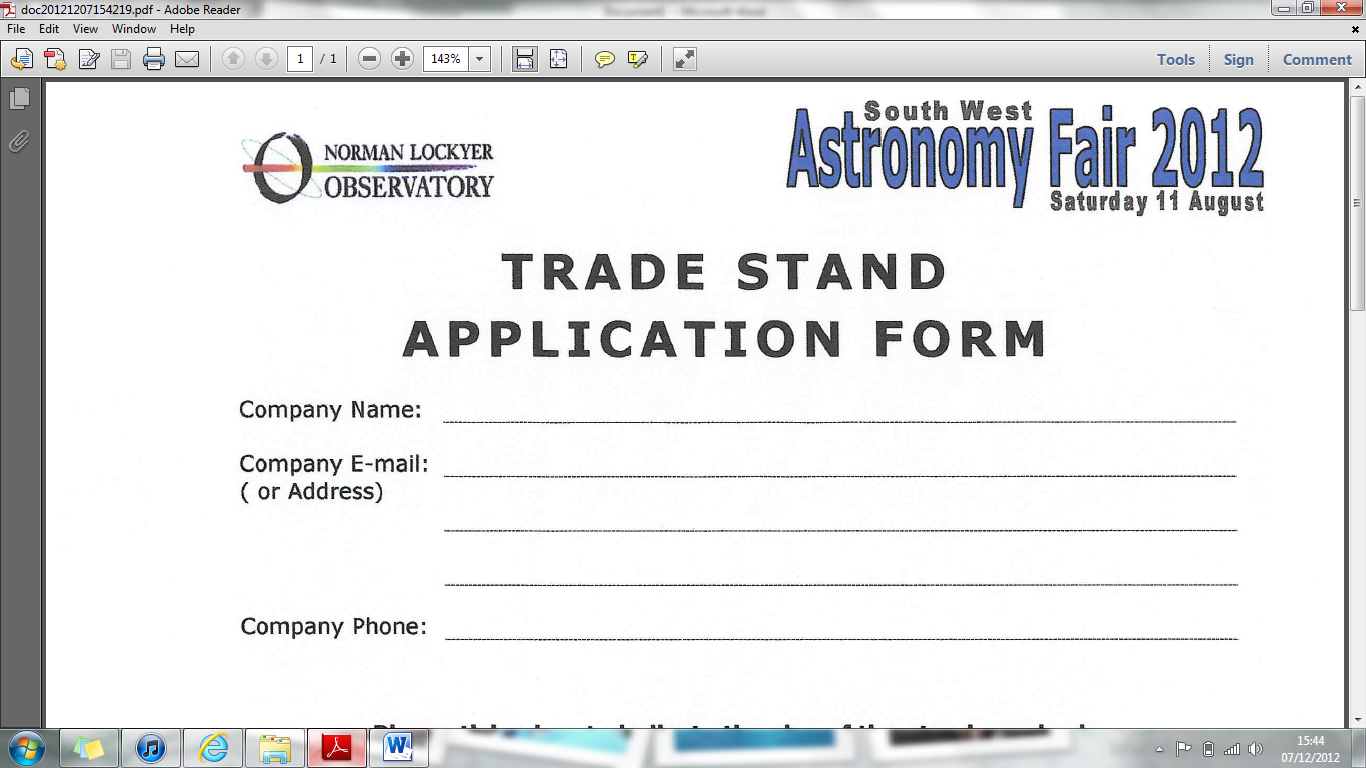 doc20121207154219.pdf - Adobe Reader
File Edit View Window Help
1 / 1 143% Tools Sign Comment
NORMAN LOCKYER
OBSERVATORY
South West
Astronomy Fair 2012
Saturday 11 August
TRADE STAND
APPLICATION FORM
Company Name:
Company E-mail:
( or Address)
Company Phone:
15:44
07/12/2012